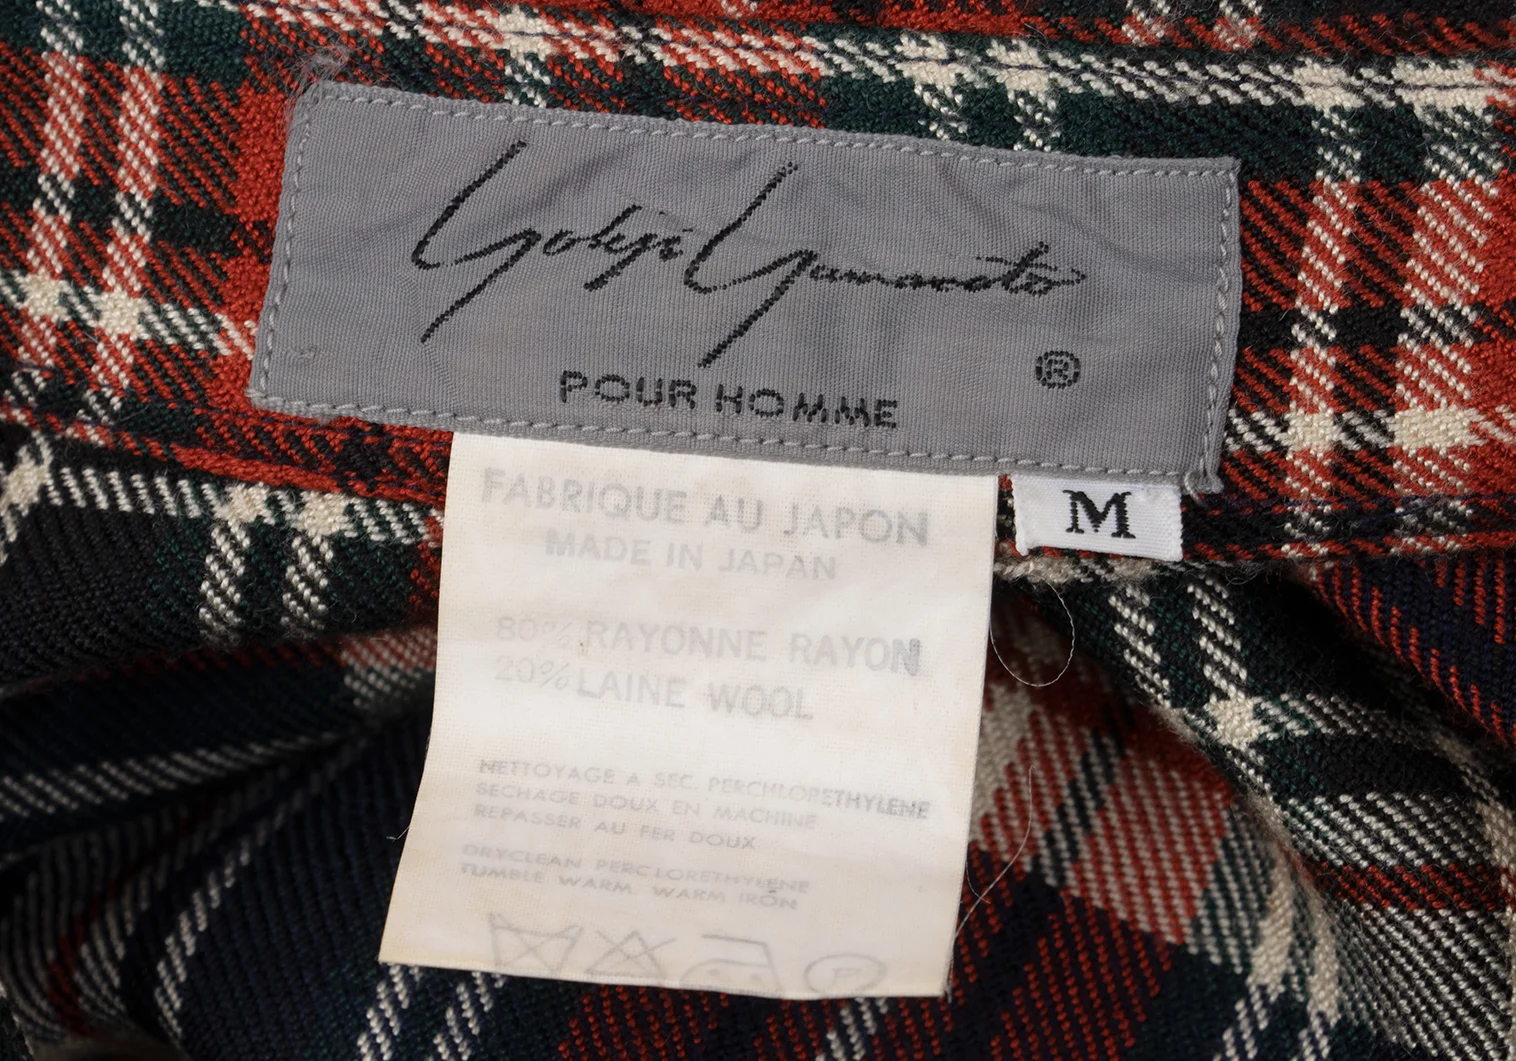 Yohji Yamamoto
®
POUR HOMME
M
FABRIQUE AU JAPON
MADE IN JAPAN
80% RAYONNE RAYON
20% LAINE WOOL
NETTOYAGE A SEC PERCHLORETHYLENE
SECHAGE DOUX EN MACHINE
REPASSER AU FER DOUX
DRYCLEAN PERCLORETHYLENE
TUMBLE WARM. WARM IRON
P